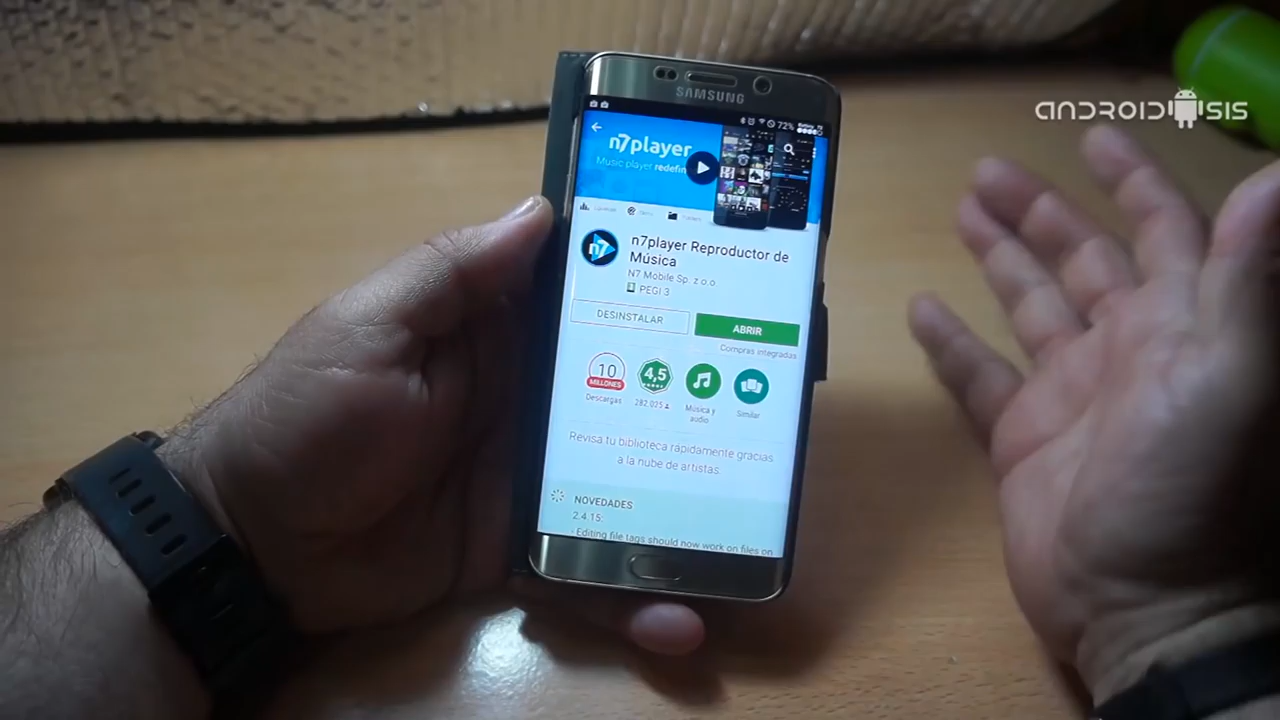 ANDROIDSIS
SAMSUNG
72%
n7player
Music player redefin
n7
n7player Reproductor de
Música
N7 Mobile Sp. z o.o
PEGI 3
DESINSTALAR
ABRIR
Compras integradas
10
MILLONES
Descargas
4,5
282.025
Música y
audio
Similar
Revisa tu biblioteca rápidamente gracias
a la nube de artistas.
NOVEDADES
2.4.15:
- Editing file tags should now work on files on